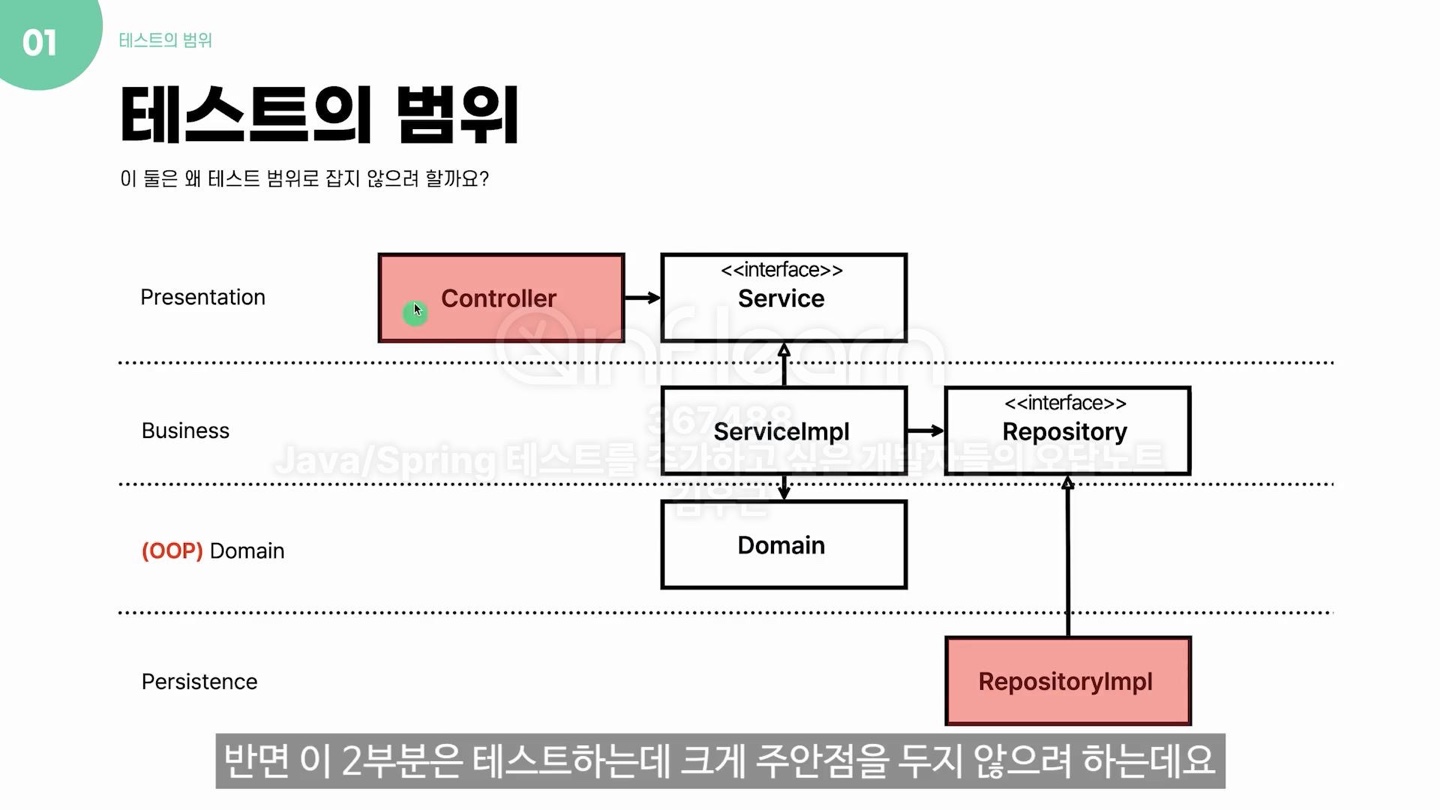 01
테스트의 범위
테스트의 범위
이 둘은 왜 테스트 범위로 잡지 않으려 할까요?
Presentation
Controller
<<interface>>
Service
inflearn
Business
ServiceImpl
<<interface>>
Repository
367488
Java/Spring 테스트를 추가하고 싶은 개발자들의 오답노트
김우근
(OOP) Domain
Domain
Persistence
RepositoryImpl
반면 이 2부분은 테스트하는데 크게 주안점을 두지 않으려 하는데요